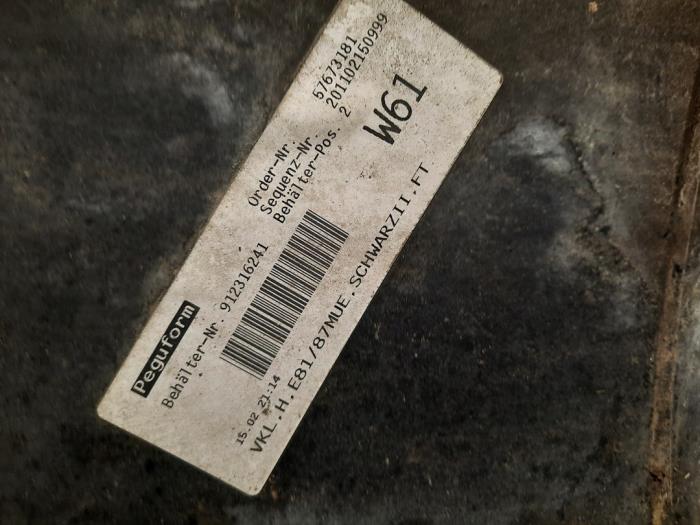 Peguform
Behälter-Nr. 912316241
Order-Nr. 57673181
Sequenz-Nr. 201102150999
Behälter-Pos. 2
W61
15.02 21:14
VKL.H.E81/87MUE.SCHWARZII.FT